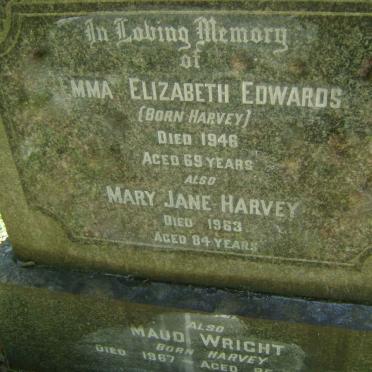 In Loving Memory
of
EMMA ELIZABETH EDWARDS
(BORN HARVEY)
DIED 1946
AGED 69 YEARS
ALSO
MARY JANE HARVEY
DIED 1963
AGED 84 YEARS
ALSO
MAUD WRIGHT
BORN HARVEY
DIED 1967 AGED